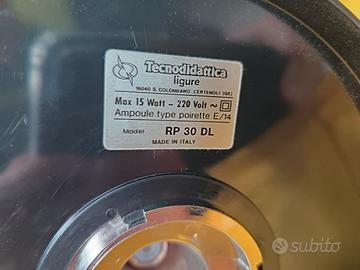 Tecnodidattica
ligure
16040 S. COLOMBANO CERTENOLI (GE)
Max 15 Watt - 220 Volt ~
Ampoule type poirette E/14
Model RP 30 DL
MADE IN ITALY
subito